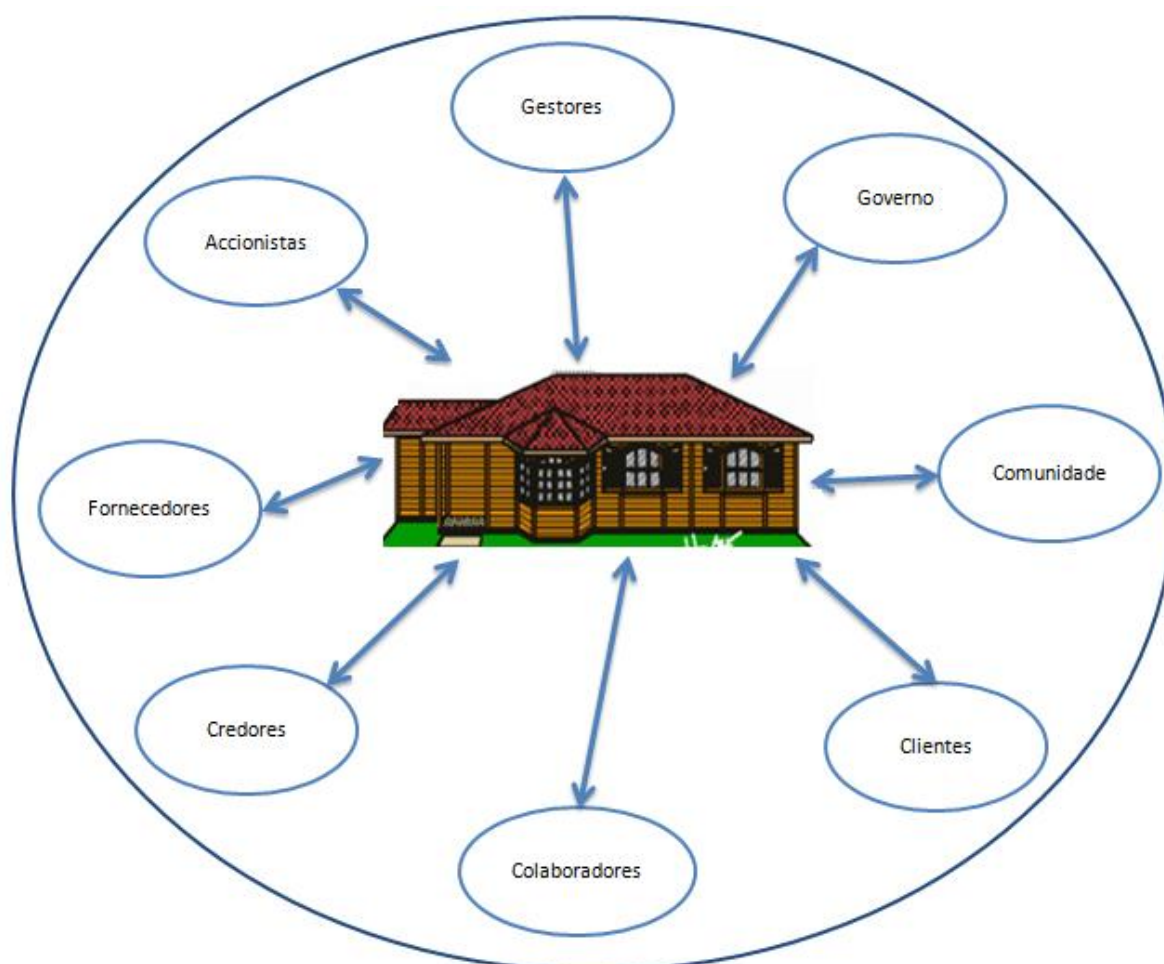 Gestores
Governo
Accionistas
Comunidade
Fornecedores
Credores
Clientes
Colaboradores